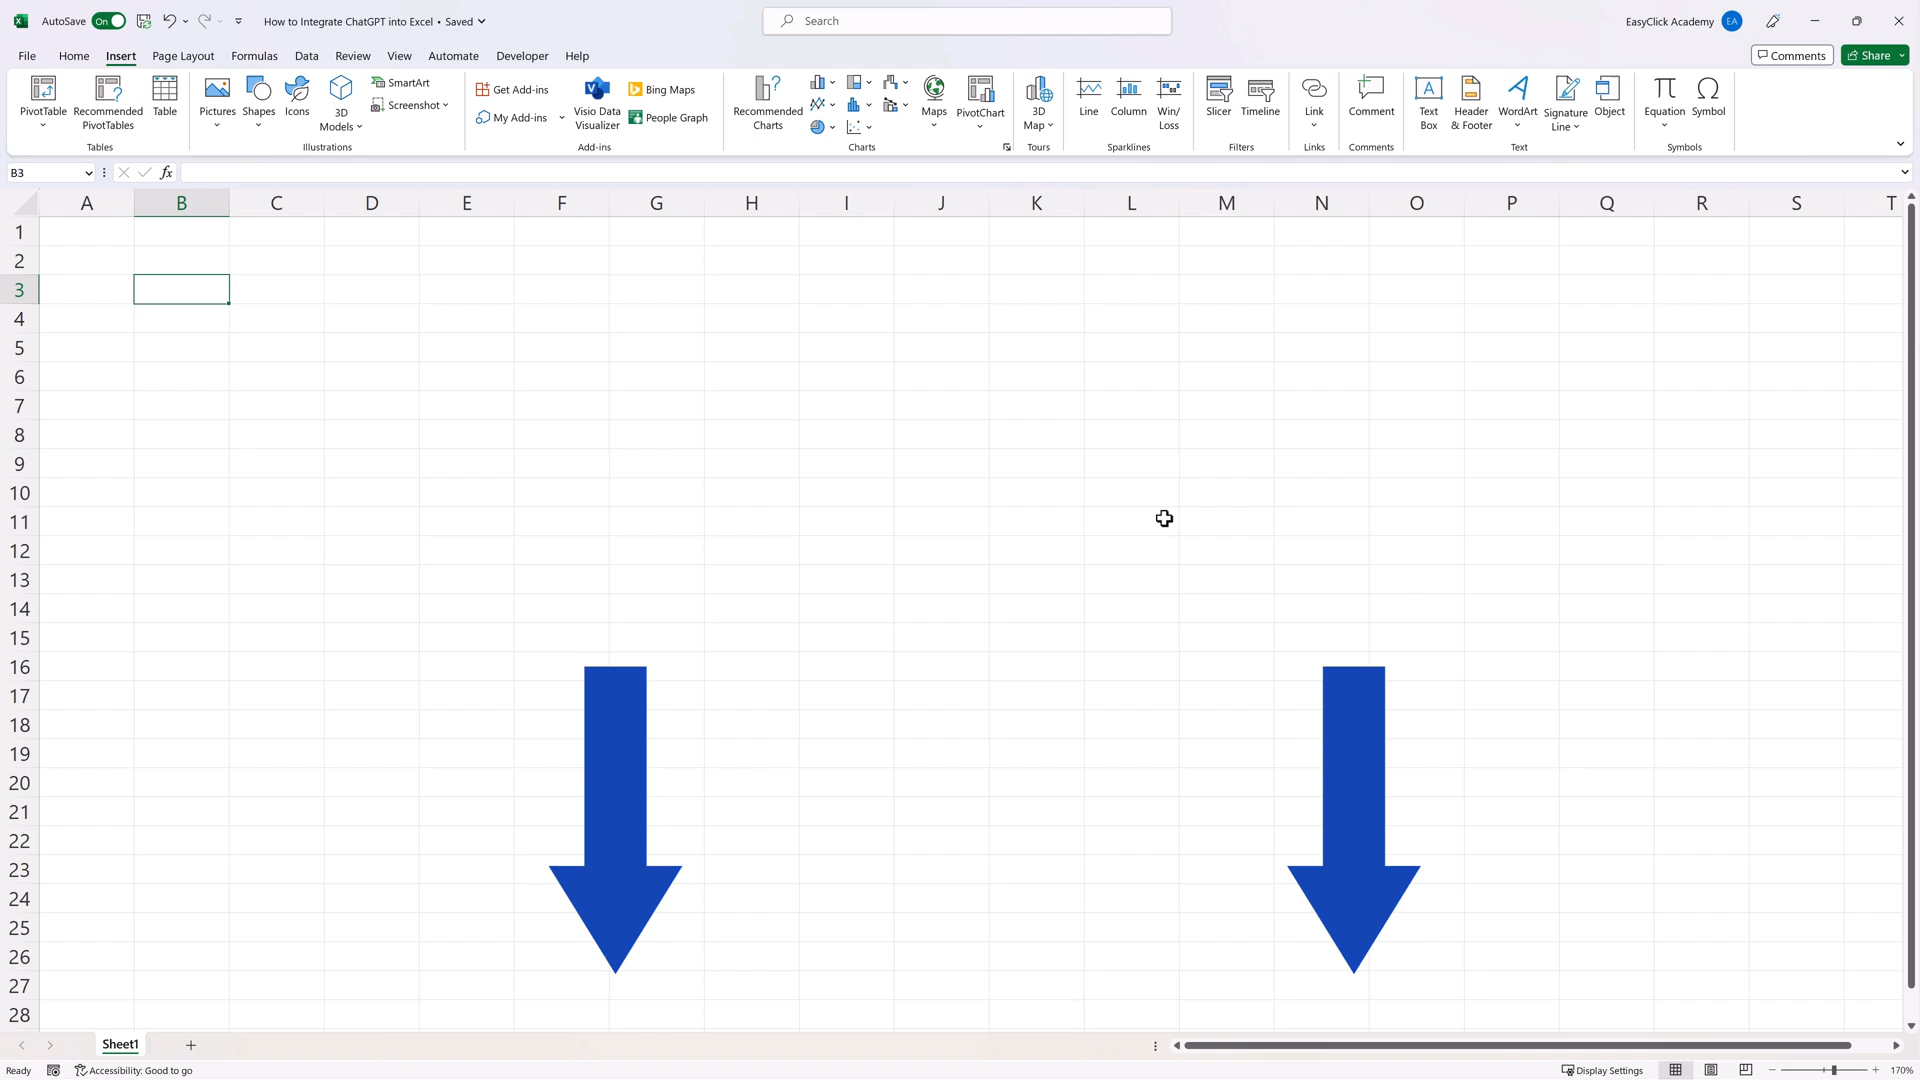 AutoSave On How to Integrate ChatGPT into Excel • Saved Search EasyClick Academy EA
File Home Insert Page Layout Formulas Data Review View Automate Developer Help Comments Share
PivotTable
Recommended
PivotTables
Table
Tables
Pictures
Shapes
Icons
3D
Models
SmartArt
Screenshot
Illustrations
Get Add-ins
My Add-ins
Visio Data
Visualizer
Bing Maps
People Graph
Add-ins
Recommended
Charts
Maps
PivotChart
Charts
3D
Map
Tours
Line
Column
Win/
Loss
Sparklines
Slicer
Timeline
Filters
Link
Links
Comment
Comments
Text
Box
Header
& Footer
WordArt
Signature
Line
Object
Text
Equation
Symbol
Symbols
B3 fx
A B C D E F G H I J K L M N O P Q R S T
1
2
3
4
5
6
7
8
9
10
11
12
13
14
15
16
17
18
19
20
21
22
23
24
25
26
27
28
Sheet1
Ready Accessibility: Good to go Display Settings 170%